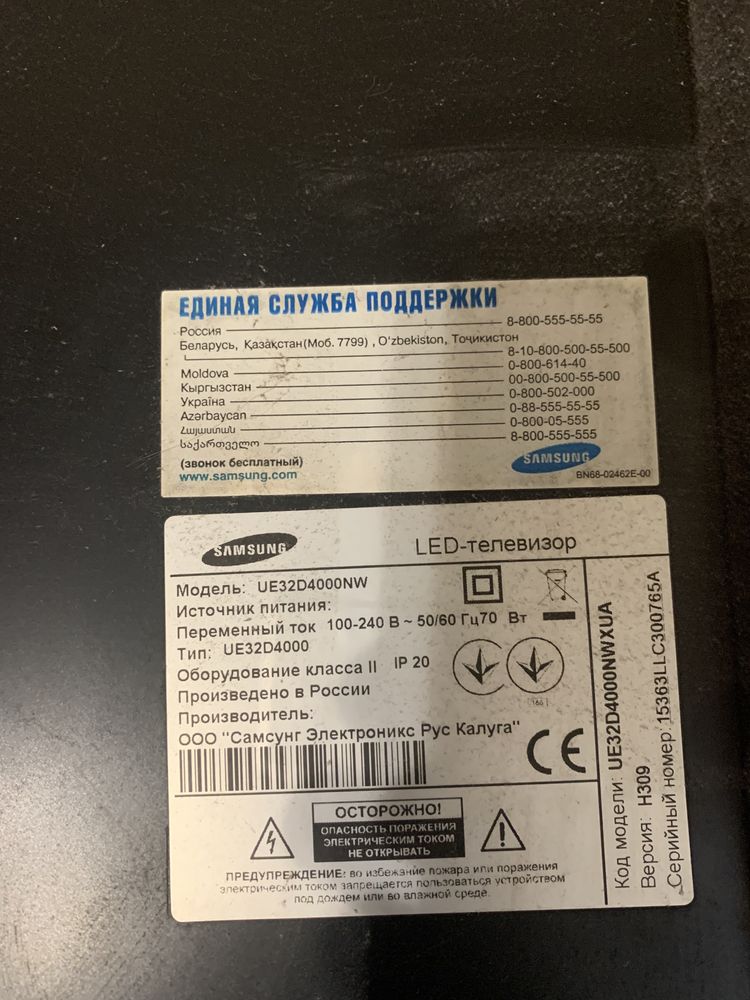 ЕДИНАЯ СЛУЖБА ПОДДЕРЖКИ
Россия 8-800-555-55-55
Беларусь, Қазақстан(Моб. 7799) , O'zbekiston, Тоҷикистон
8-10-800-500-55-500
Moldova 0-800-614-40
Кыргызстан 00-800-500-55-500
Україна 0-800-502-000
Azərbaycan 0-88-555-55-55
Հայաստան 0-800-05-555
საქართველო 8-800-555-555
(звонок бесплатный)
www.samsung.com
SAMSUNG
BN68-02462E-00
SAMSUNG
LED-телевизор
Модель: UE32D4000NW
Источник питания:
Переменный ток 100-240 В ~ 50/60 Гц70 Вт
Тип: UE32D4000
Оборудование класса II IP 20
Произведено в России
Производитель:
ООО "Самсунг Электроникс Рус Калуга"
CE
ОСТОРОЖНО!
ОПАСНОСТЬ ПОРАЖЕНИЯ
ЭЛЕКТРИЧЕСКИМ ТОКОМ
НЕ ОТКРЫВАТЬ
ПРЕДУПРЕЖДЕНИЕ: во избежание пожара или поражения
электрическим током запрещается пользоваться устройством
под дождем или во влажной среде.
Код модели: UE32D4000NWXUA
Версия: H309
Серийный номер: 15363LLC300765A